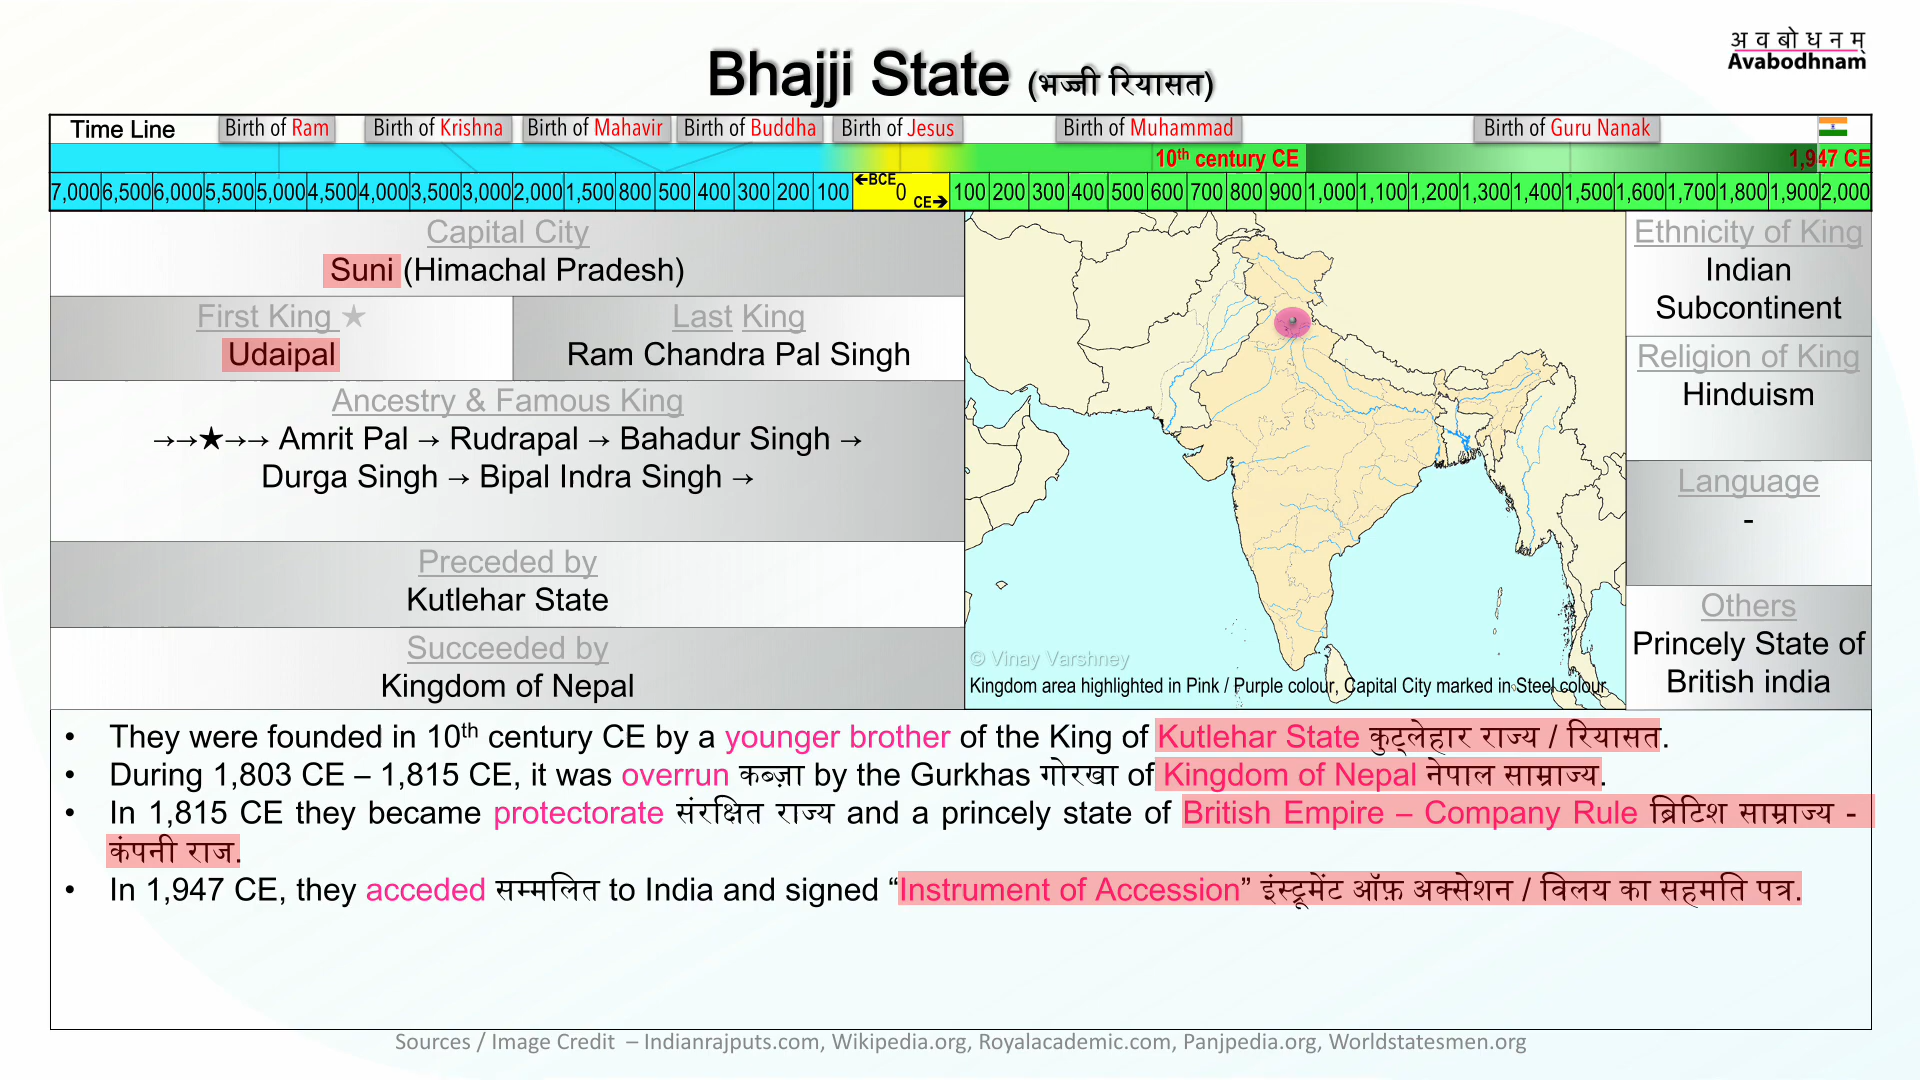 अ व बो ध न म्
Avabodhnam
Bhajji State (भज्जी रियासत)
Time Line
Birth of Ram
Birth of Krishna
Birth of Mahavir
Birth of Buddha
Birth of Jesus
Birth of Muhammad
Birth of Guru Nanak
10th century CE
1,947 CE
7,000 6,500 6,000 5,500 5,000 4,500 4,000 3,500 3,000 2,000 1,500 800 500 400 300 200 100 ←BCE 0 CE→ 100 200 300 400 500 600 700 800 900 1,000 1,100 1,200 1,300 1,400 1,500 1,600 1,700 1,800 1,900 2,000
Capital City
Suni (Himachal Pradesh)
First King ★
Udaipal
Last King
Ram Chandra Pal Singh
Ancestry & Famous King
→→★→→ Amrit Pal → Rudrapal → Bahadur Singh →
Durga Singh → Bipal Indra Singh →
Preceded by
Kutlehar State
Succeeded by
Kingdom of Nepal
© Vinay Varshney
Kingdom area highlighted in Pink / Purple colour, Capital City marked in Steel colour
Ethnicity of King
Indian
Subcontinent
Religion of King
Hinduism
Language
-
Others
Princely State of
British india
• They were founded in 10th century CE by a younger brother of the King of Kutlehar State कुट्लेहार राज्य / रियासत.
• During 1,803 CE – 1,815 CE, it was overrun कब्ज़ा by the Gurkhas गोरखा of Kingdom of Nepal नेपाल साम्राज्य.
• In 1,815 CE they became protectorate संरक्षित राज्य and a princely state of British Empire – Company Rule ब्रिटिश साम्राज्य -
कंपनी राज.
• In 1,947 CE, they acceded सम्मलित to India and signed “Instrument of Accession” इंस्ट्रूमेंट ऑफ़ अक्सेशन / विलय का सहमति पत्र.
Sources / Image Credit – Indianrajputs.com, Wikipedia.org, Royalacademic.com, Panjpedia.org, Worldstatesmen.org